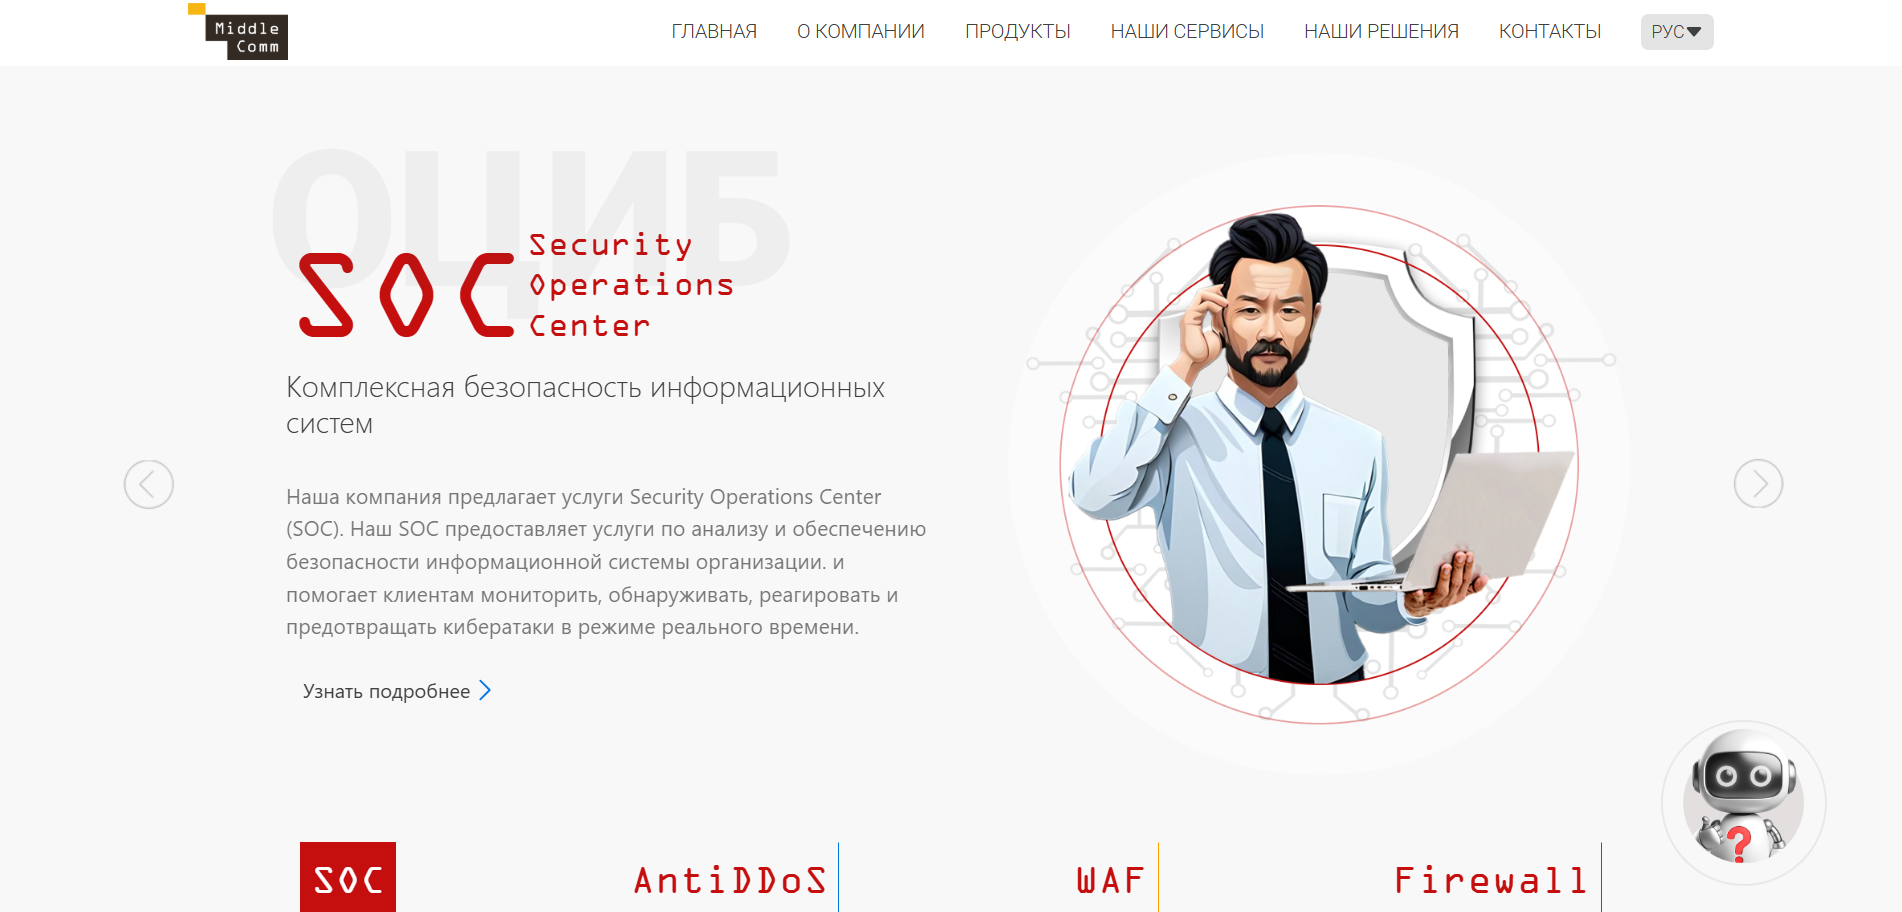 Middle
Comm
ГЛАВНАЯ
О КОМПАНИИ
ПРОДУКТЫ
НАШИ СЕРВИСЫ
НАШИ РЕШЕНИЯ
КОНТАКТЫ
РУС
ОЦИБ
SOC
Security
Operations
Center
Комплексная безопасность информационных
систем
Наша компания предлагает услуги Security Operations Center
(SOC). Наш SOC предоставляет услуги по анализу и обеспечению
безопасности информационной системы организации. и
помогает клиентам мониторить, обнаруживать, реагировать и
предотвращать кибератаки в режиме реального времени.
Узнать подробнее
?
SOC
AntiDDoS
WAF
Firewall